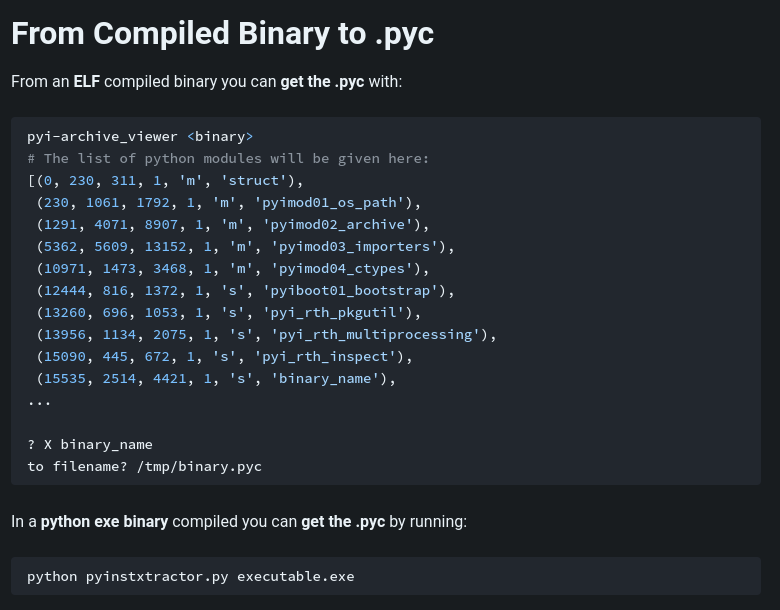 From Compiled Binary to .pyc
From an ELF compiled binary you can get the .pyc with:
pyi-archive_viewer <binary>
# The list of python modules will be given here:
[(0, 230, 311, 1, 'm', 'struct'),
 (230, 1061, 1792, 1, 'm', 'pyimod01_os_path'),
 (1291, 4071, 8907, 1, 'm', 'pyimod02_archive'),
 (5362, 5609, 13152, 1, 'm', 'pyimod03_importers'),
 (10971, 1473, 3468, 1, 'm', 'pyimod04_ctypes'),
 (12444, 816, 1372, 1, 's', 'pyiboot01_bootstrap'),
 (13260, 696, 1053, 1, 's', 'pyi_rth_pkgutil'),
 (13956, 1134, 2075, 1, 's', 'pyi_rth_multiprocessing'),
 (15090, 445, 672, 1, 's', 'pyi_rth_inspect'),
 (15535, 2514, 4421, 1, 's', 'binary_name'),
...
? X binary_name
to filename? /tmp/binary.pyc
In a python exe binary compiled you can get the .pyc by running:
python pyinstxtractor.py executable.exe